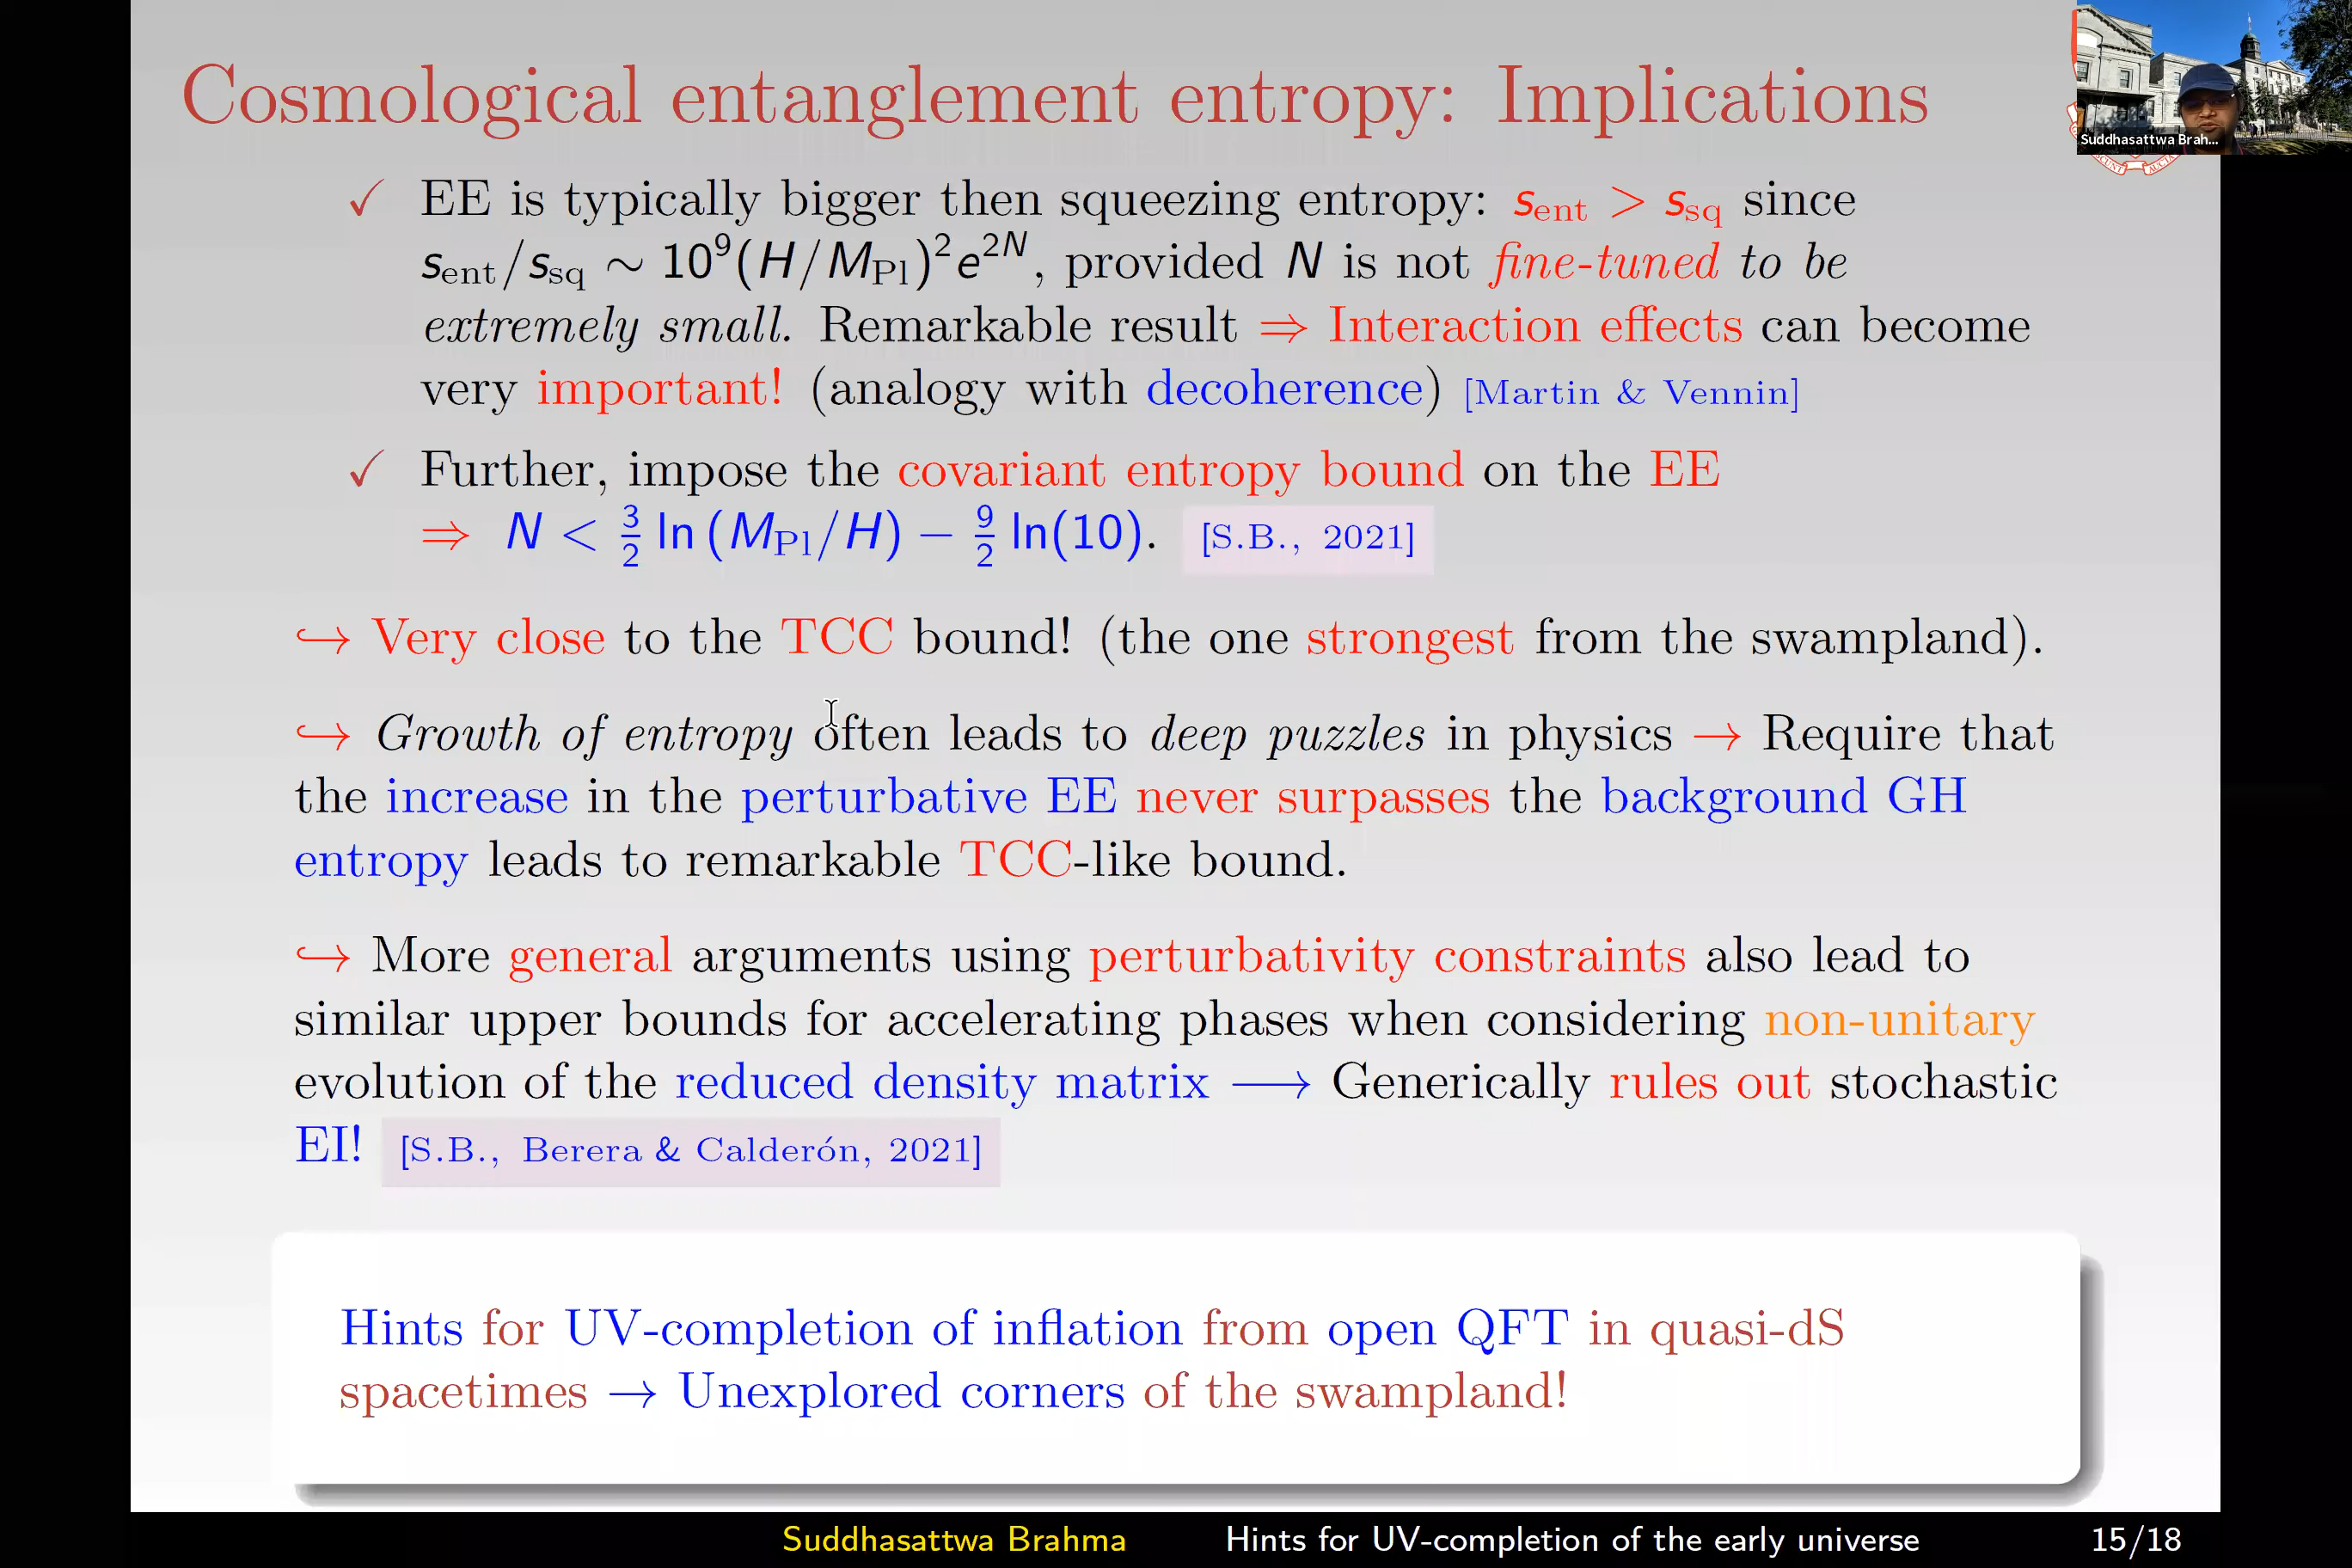 Cosmological entanglement entropy: Implications
Suddhasattwa Brah...
✓ EE is typically bigger then squeezing entropy: s_ent > s_sq since
s_ent/s_sq ∼ 10⁹(H/M_Pl)²e^{2N}, provided N is not fine-tuned to be
extremely small. Remarkable result ⇒ Interaction effects can become
very important! (analogy with decoherence) [Martin & Vennin]
✓ Further, impose the covariant entropy bound on the EE
⇒ N < 3/2 ln (M_Pl/H) − 9/2 ln(10). [S.B., 2021]
↪ Very close to the TCC bound! (the one strongest from the swampland).
↪ Growth of entropy often leads to deep puzzles in physics → Require that
the increase in the perturbative EE never surpasses the background GH
entropy leads to remarkable TCC-like bound.
↪ More general arguments using perturbativity constraints also lead to
similar upper bounds for accelerating phases when considering non-unitary
evolution of the reduced density matrix ⟶ Generically rules out stochastic
EI! [S.B., Berera & Calderón, 2021]
Hints for UV-completion of inflation from open QFT in quasi-dS
spacetimes → Unexplored corners of the swampland!
Suddhasattwa Brahma Hints for UV-completion of the early universe 15/18